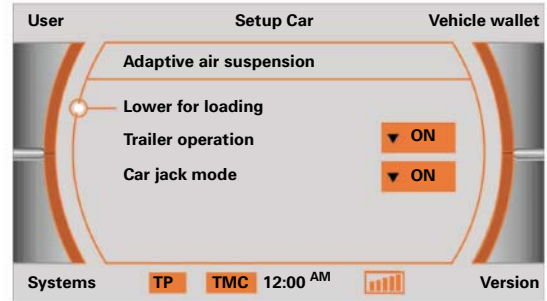 User Setup Car Vehicle wallet
Adaptive air suspension
Lower for loading
Trailer operation ▼ ON
Car jack mode ▼ ON
Systems TP TMC 12:00 AM Version